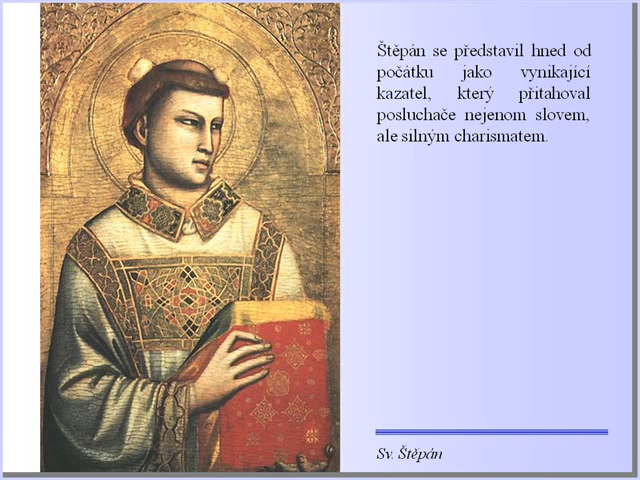 Štěpán se představil hned od
počátku jako vynikající
kazatel, který přitahoval
posluchače nejenom slovem,
ale silným charismatem.
Sv. Štěpán